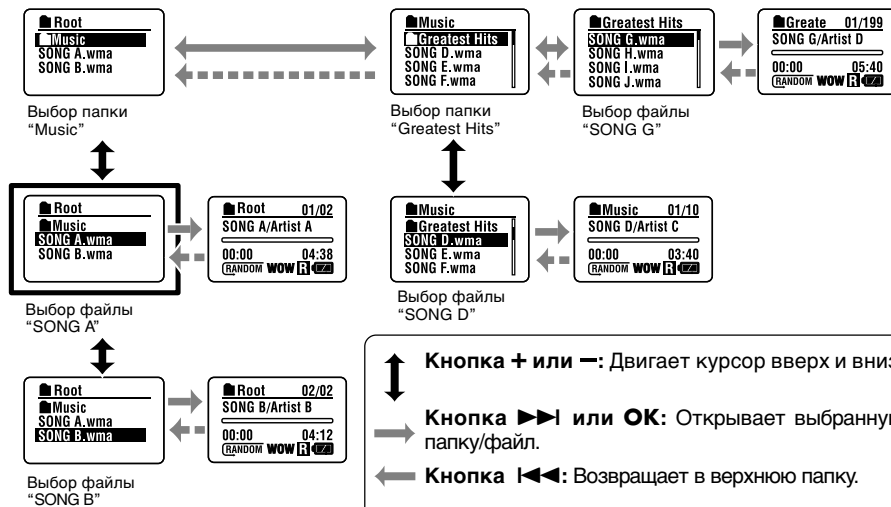 Root
Music
SONG A.wma
SONG B.wma
Выбор папки
“Music”
Music
Greatest Hits
SONG D.wma
SONG E.wma
SONG F.wma
Выбор папки
“Greatest Hits”
Greatest Hits
SONG G.wma
SONG H.wma
SONG I.wma
SONG J.wma
Выбор файлы
“SONG G”
Greate 01/199
SONG G/Artist D
00:00 05:40
RANDOM WOW R
Root
Music
SONG A.wma
SONG B.wma
Выбор файлы
“SONG A”
Root 01/02
SONG A/Artist A
00:00 04:38
RANDOM WOW R
Music
Greatest Hits
SONG D.wma
SONG E.wma
SONG F.wma
Выбор файлы
“SONG D”
Music 01/10
SONG D/Artist C
00:00 03:40
RANDOM WOW R
Root
Music
SONG A.wma
SONG B.wma
Выбор файлы
“SONG B”
Root 02/02
SONG B/Artist B
00:00 04:12
RANDOM WOW R
Кнопка + или –: Двигает курсор вверх и вниз
Кнопка ►►I или OK: Открывает выбранную
папку/файл.
Кнопка I◄◄: Возвращает в верхнюю папку.